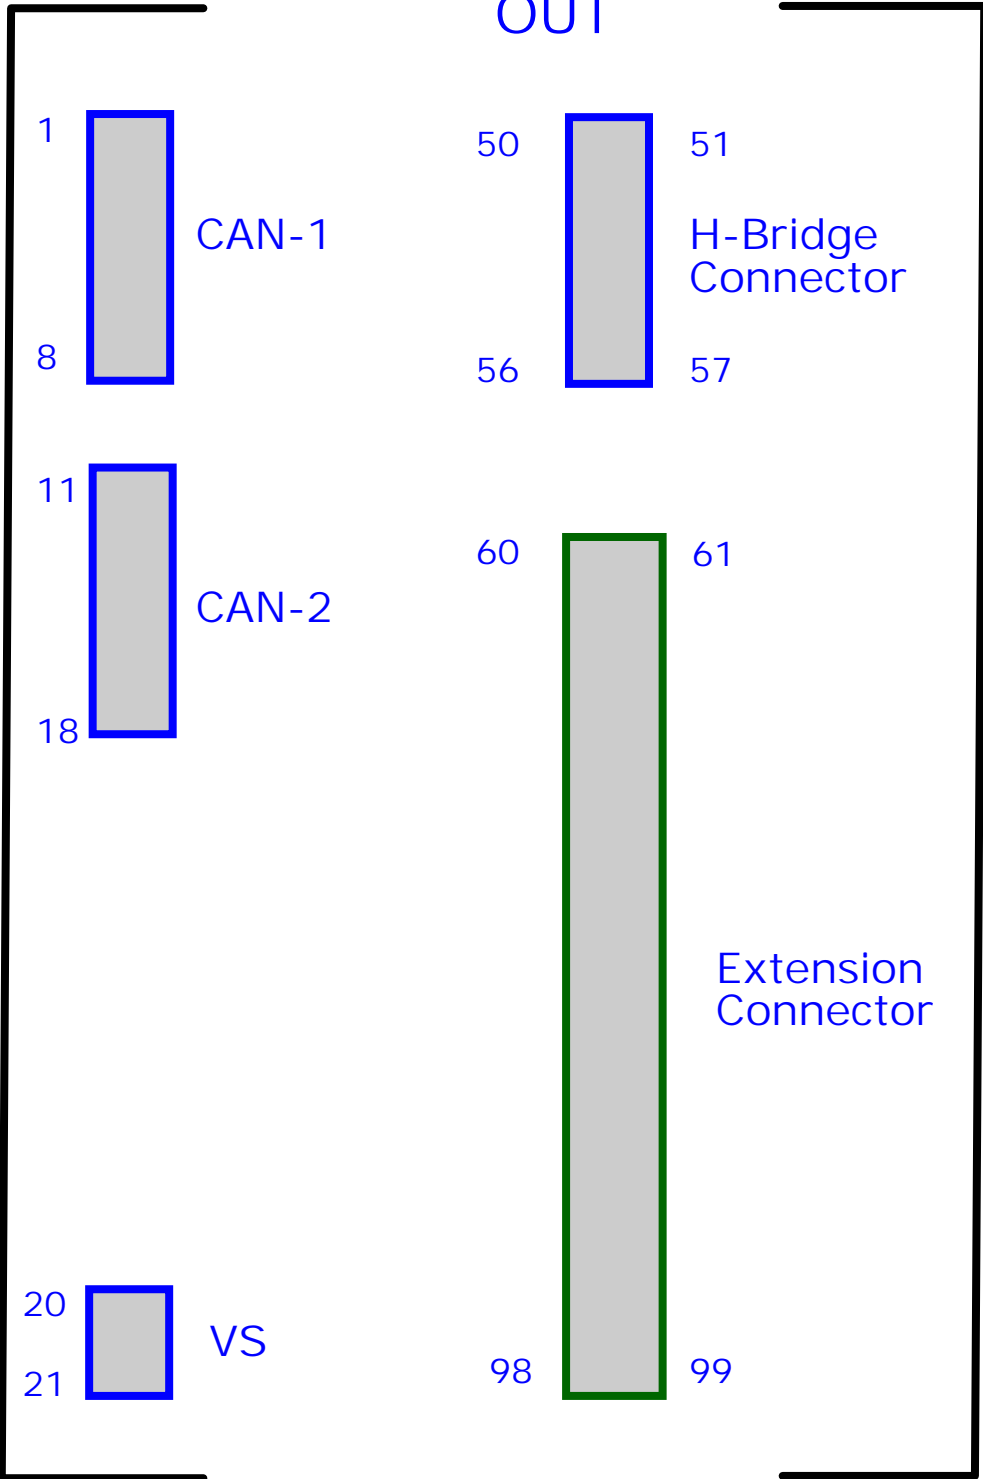 OUT
1
50
51
CAN-1
H-Bridge
Connector
8
56
57
11
60
61
CAN-2
18
Extension
Connector
20
VS
21
98
99